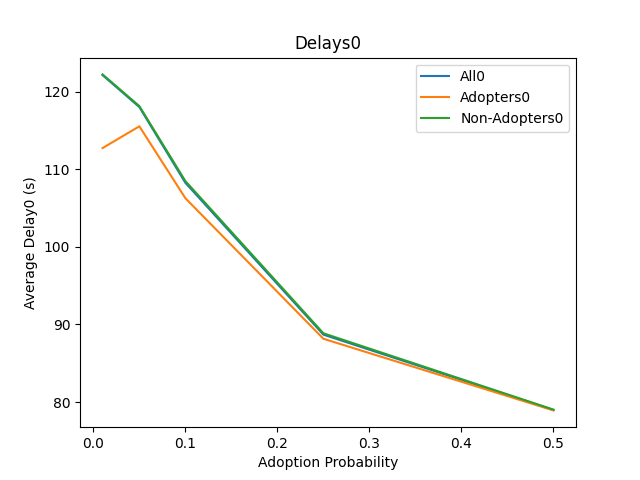 Delays0
All0
Adopters0
Non-Adopters0
Average Delay0 (s)
120
110
100
90
80
0.0 0.1 0.2 0.3 0.4 0.5
Adoption Probability